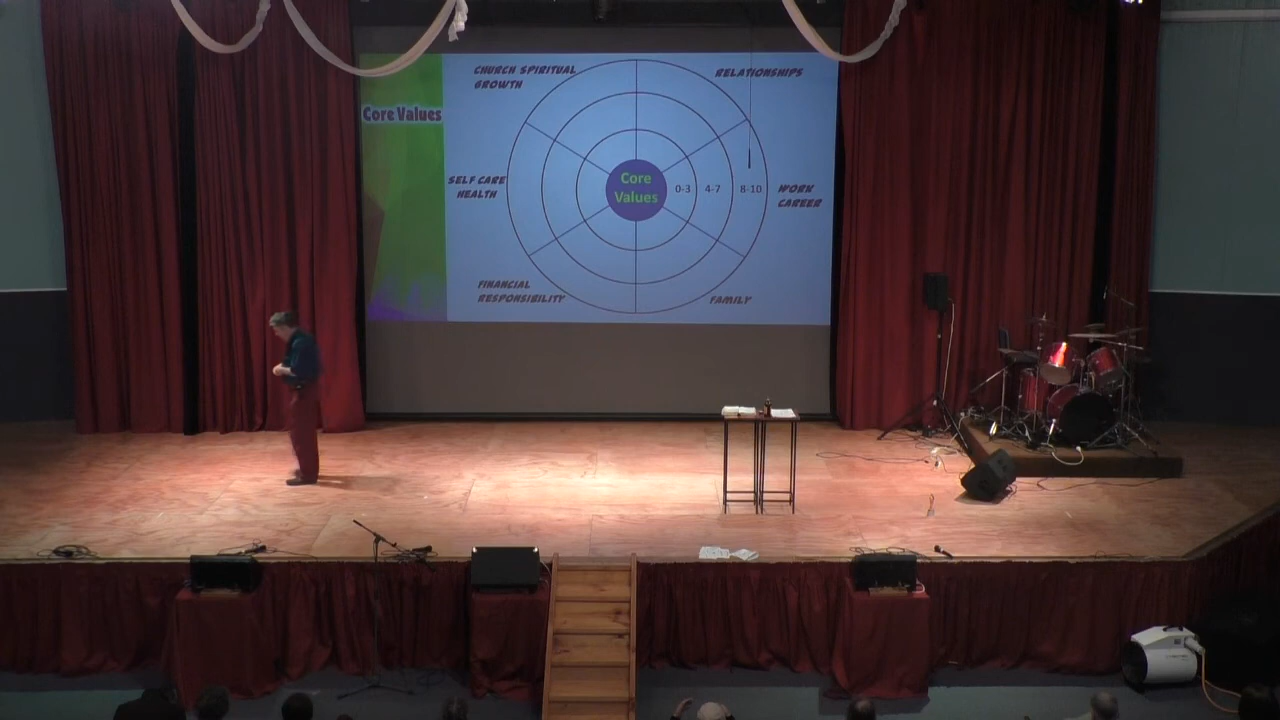 CHURCH SPIRITUAL
GROWTH
RELATIONSHIPS
Core Values
SELF CARE
HEALTH
Core
Values
0-3
4-7
8-10
WORK
CAREER
FINANCIAL
RESPONSIBILITY
FAMILY